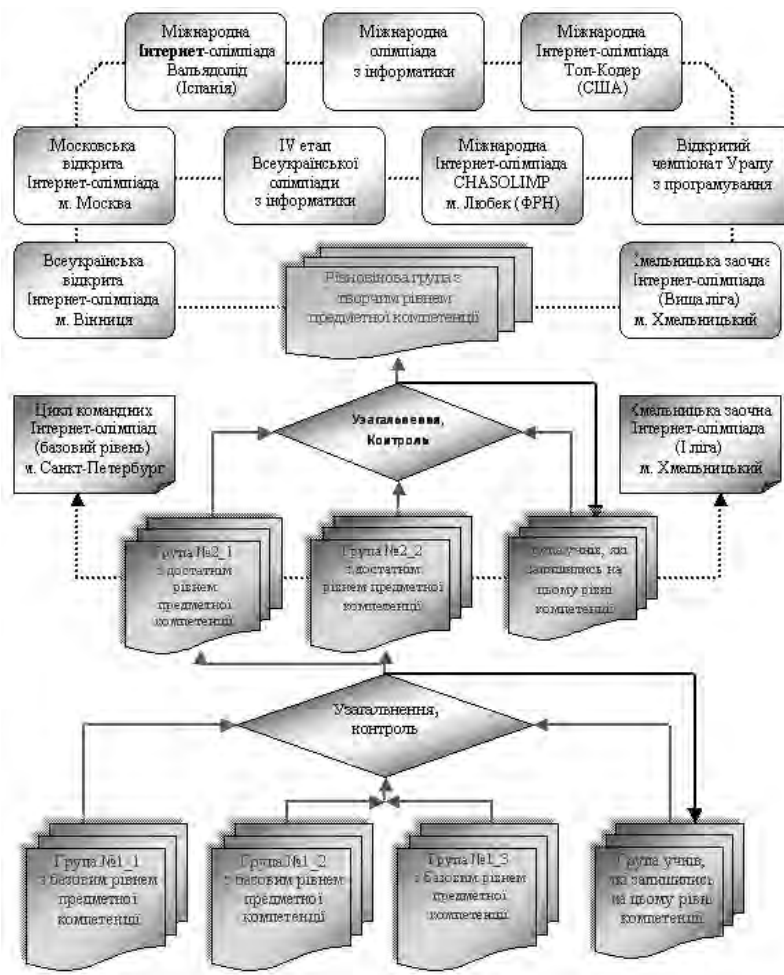 Міжнародна
Інтернет-олімпіада
Вальядолід
(Іспанія)
Міжнародна
олімпіада
з інформатики
Міжнародна
Інтернет-олімпіада
Топ-Кодер
(США)
Московська
відкрита
Інтернет-олімпіада
м. Москва
IV етап
Всеукраїнської
олімпіади
з інформатики
Міжнародна
Інтернет-олімпіада
CHASOLIMP
м. Любек (ФРН)
Відкритий
чемпіонат Уралу
з програмування
Всеукраїнська
відкрита
Інтернет-олімпіада
м. Вінниця
Різновікова група з
творчим рівнем
предметної компетенції
Хмельницька заочна
Інтернет-олімпіада
(Вища ліга)
м. Хмельницький
Цикл командних
Інтернет-олімпіад
(базовий рівень)
м. Санкт-Петербург
Узагальнення,
Контроль
Хмельницька заочна
Інтернет-олімпіада
(І ліга)
м. Хмельницький
Група №2_1
з достатнім
рівнем
предметної
компетенції
Група №2_2
з достатнім
рівнем предметної
компетенції
Група учнів, які
залишились на
цьому рівні
компетенції
Узагальнення,
контроль
Група №1_1
з базовим рівнем
предметної
компетенції
Група №1_2
з базовим рівнем
предметної
компетенції
Група №1_3
з базовим рівнем
предметної
компетенції
Група учнів,
які залишились
на цьому рівні
компетенції